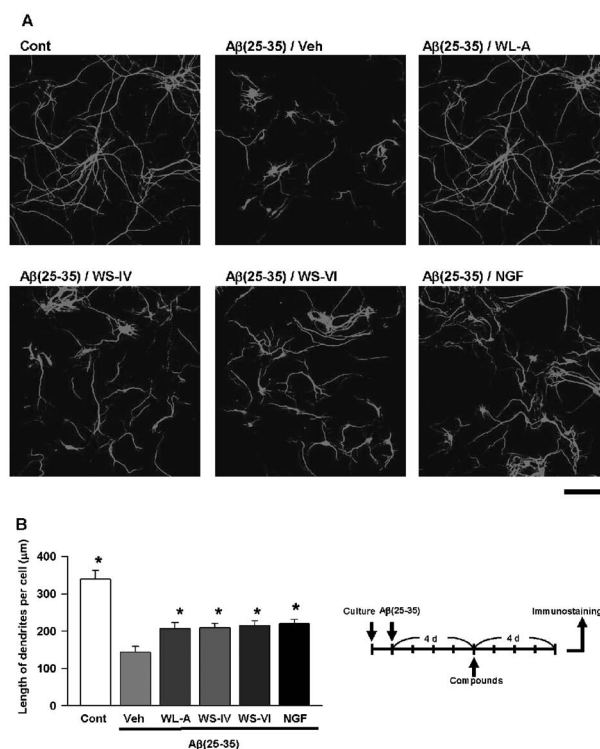 A
Cont
Aβ(25-35) / Veh
Aβ(25-35) / WL-A
Aβ(25-35) / WS-IV
Aβ(25-35) / WS-VI
Aβ(25-35) / NGF
B
Length of dendrites per cell (μm)
400
300
200
100
0
* * * * *
Cont Veh WL-A WS-IV WS-VI NGF
Aβ(25-35)
Culture Aβ(25-35)
Immunostaining
4 d 4 d
Compounds